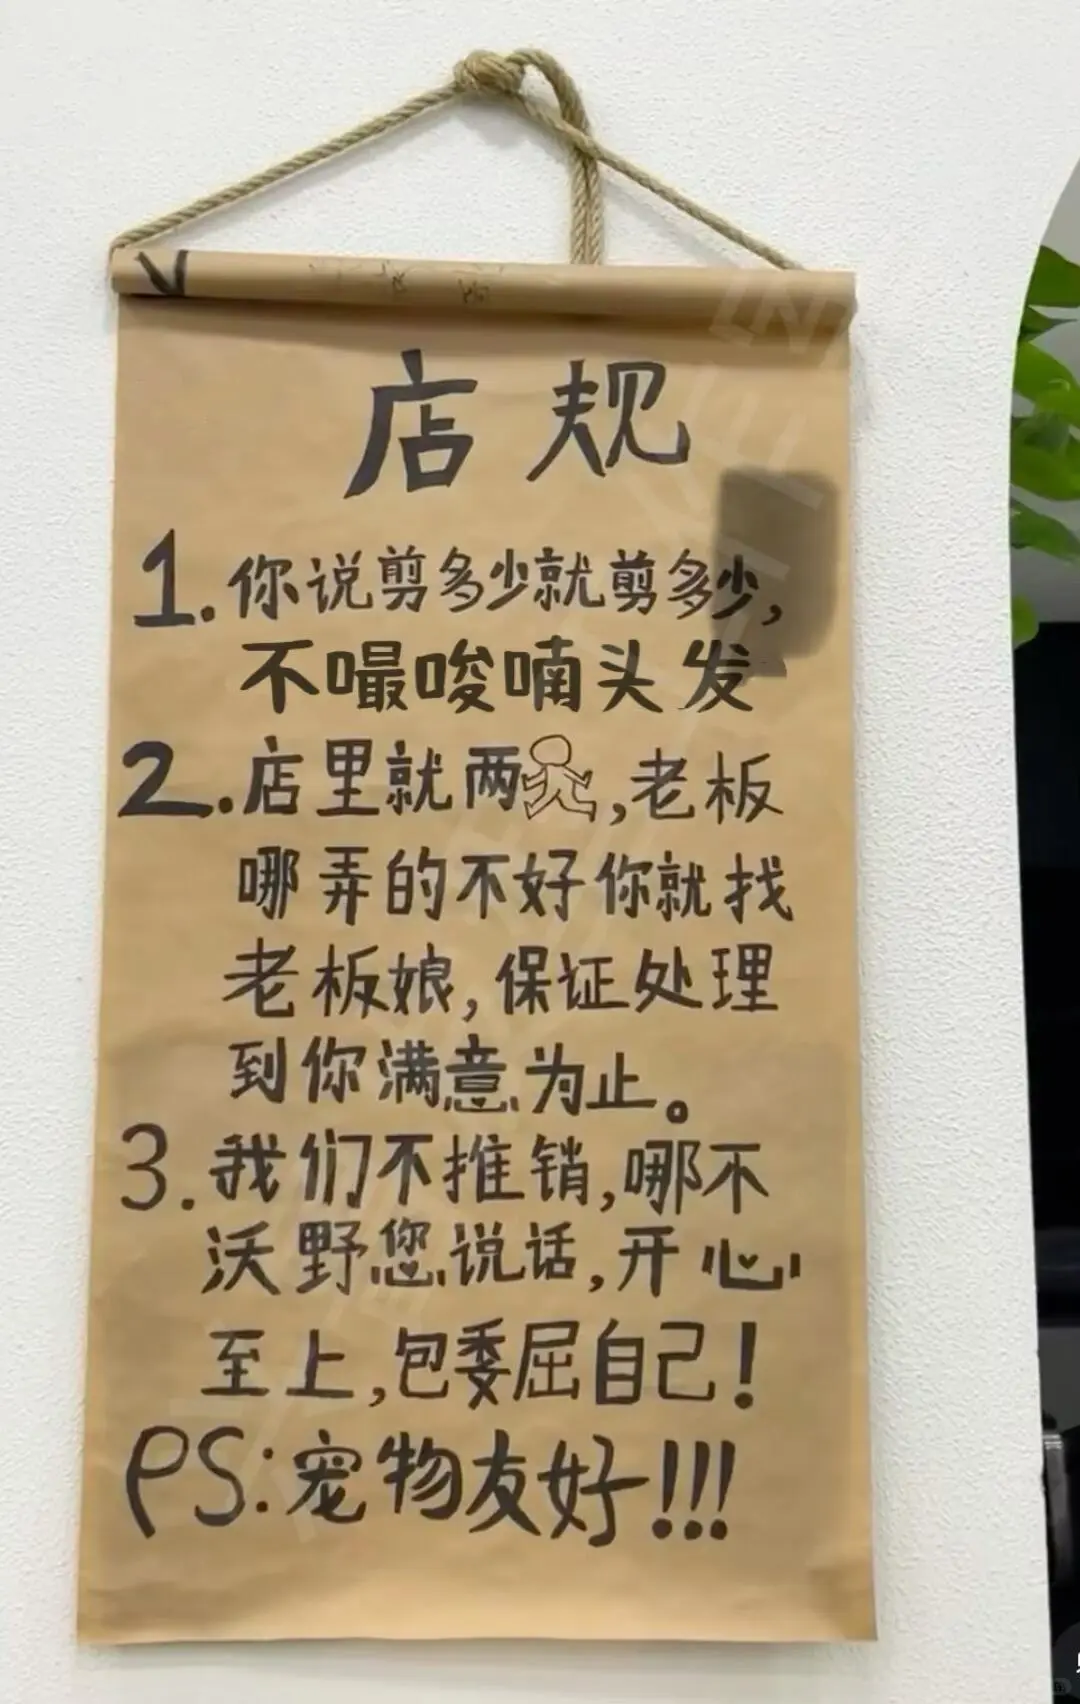 店规
1.你说剪多少就剪多少,
不嘬唆喃头发
2.店里就两,老板
哪弄的不好你就找
老板娘,保证处理
到你满意为止。
3.我们不推销,哪不
沃野您说话,开心
至上,包委屈自己!
PS:宠物友好!!!